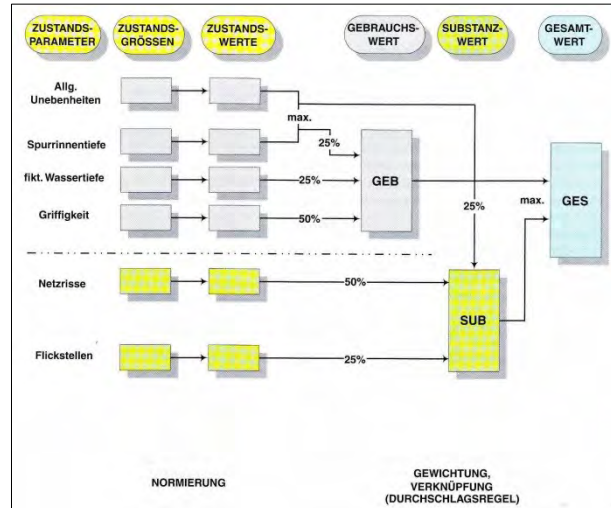 ZUSTANDS-
PARAMETER
ZUSTANDS-
GRÖSSEN
ZUSTANDS-
WERTE
GEBRAUCHS-
WERT
SUBSTANZ-
WERT
GESAMT-
WERT
Allg.
Unebenheiten
max.
Spurrinnentiefe
25%
fikt. Wassertiefe
25%
GEB
Griffigkeit
50%
25%
max.
GES
Netzrisse
50%
SUB
Flickstellen
25%
NORMIERUNG
GEWICHTUNG,
VERKNÜPFUNG
(DURCHSCHLAGSREGEL)